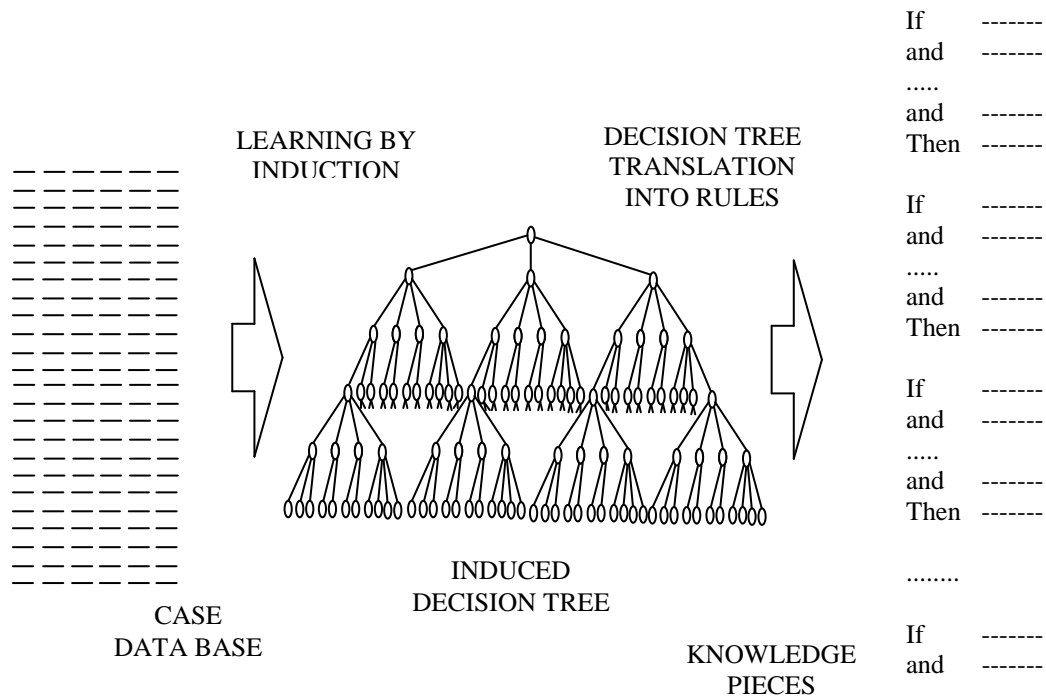 LEARNING BY
INDUCTION
DECISION TREE
TRANSLATION
INTO RULES
INDUCED
DECISION TREE
CASE
DATA BASE
KNOWLEDGE
PIECES
If -------
and -------
.....
and -------
Then -------
If -------
and -------
.....
and -------
Then -------
If -------
and -------
.....
and -------
Then -------
........
If -------
and -------